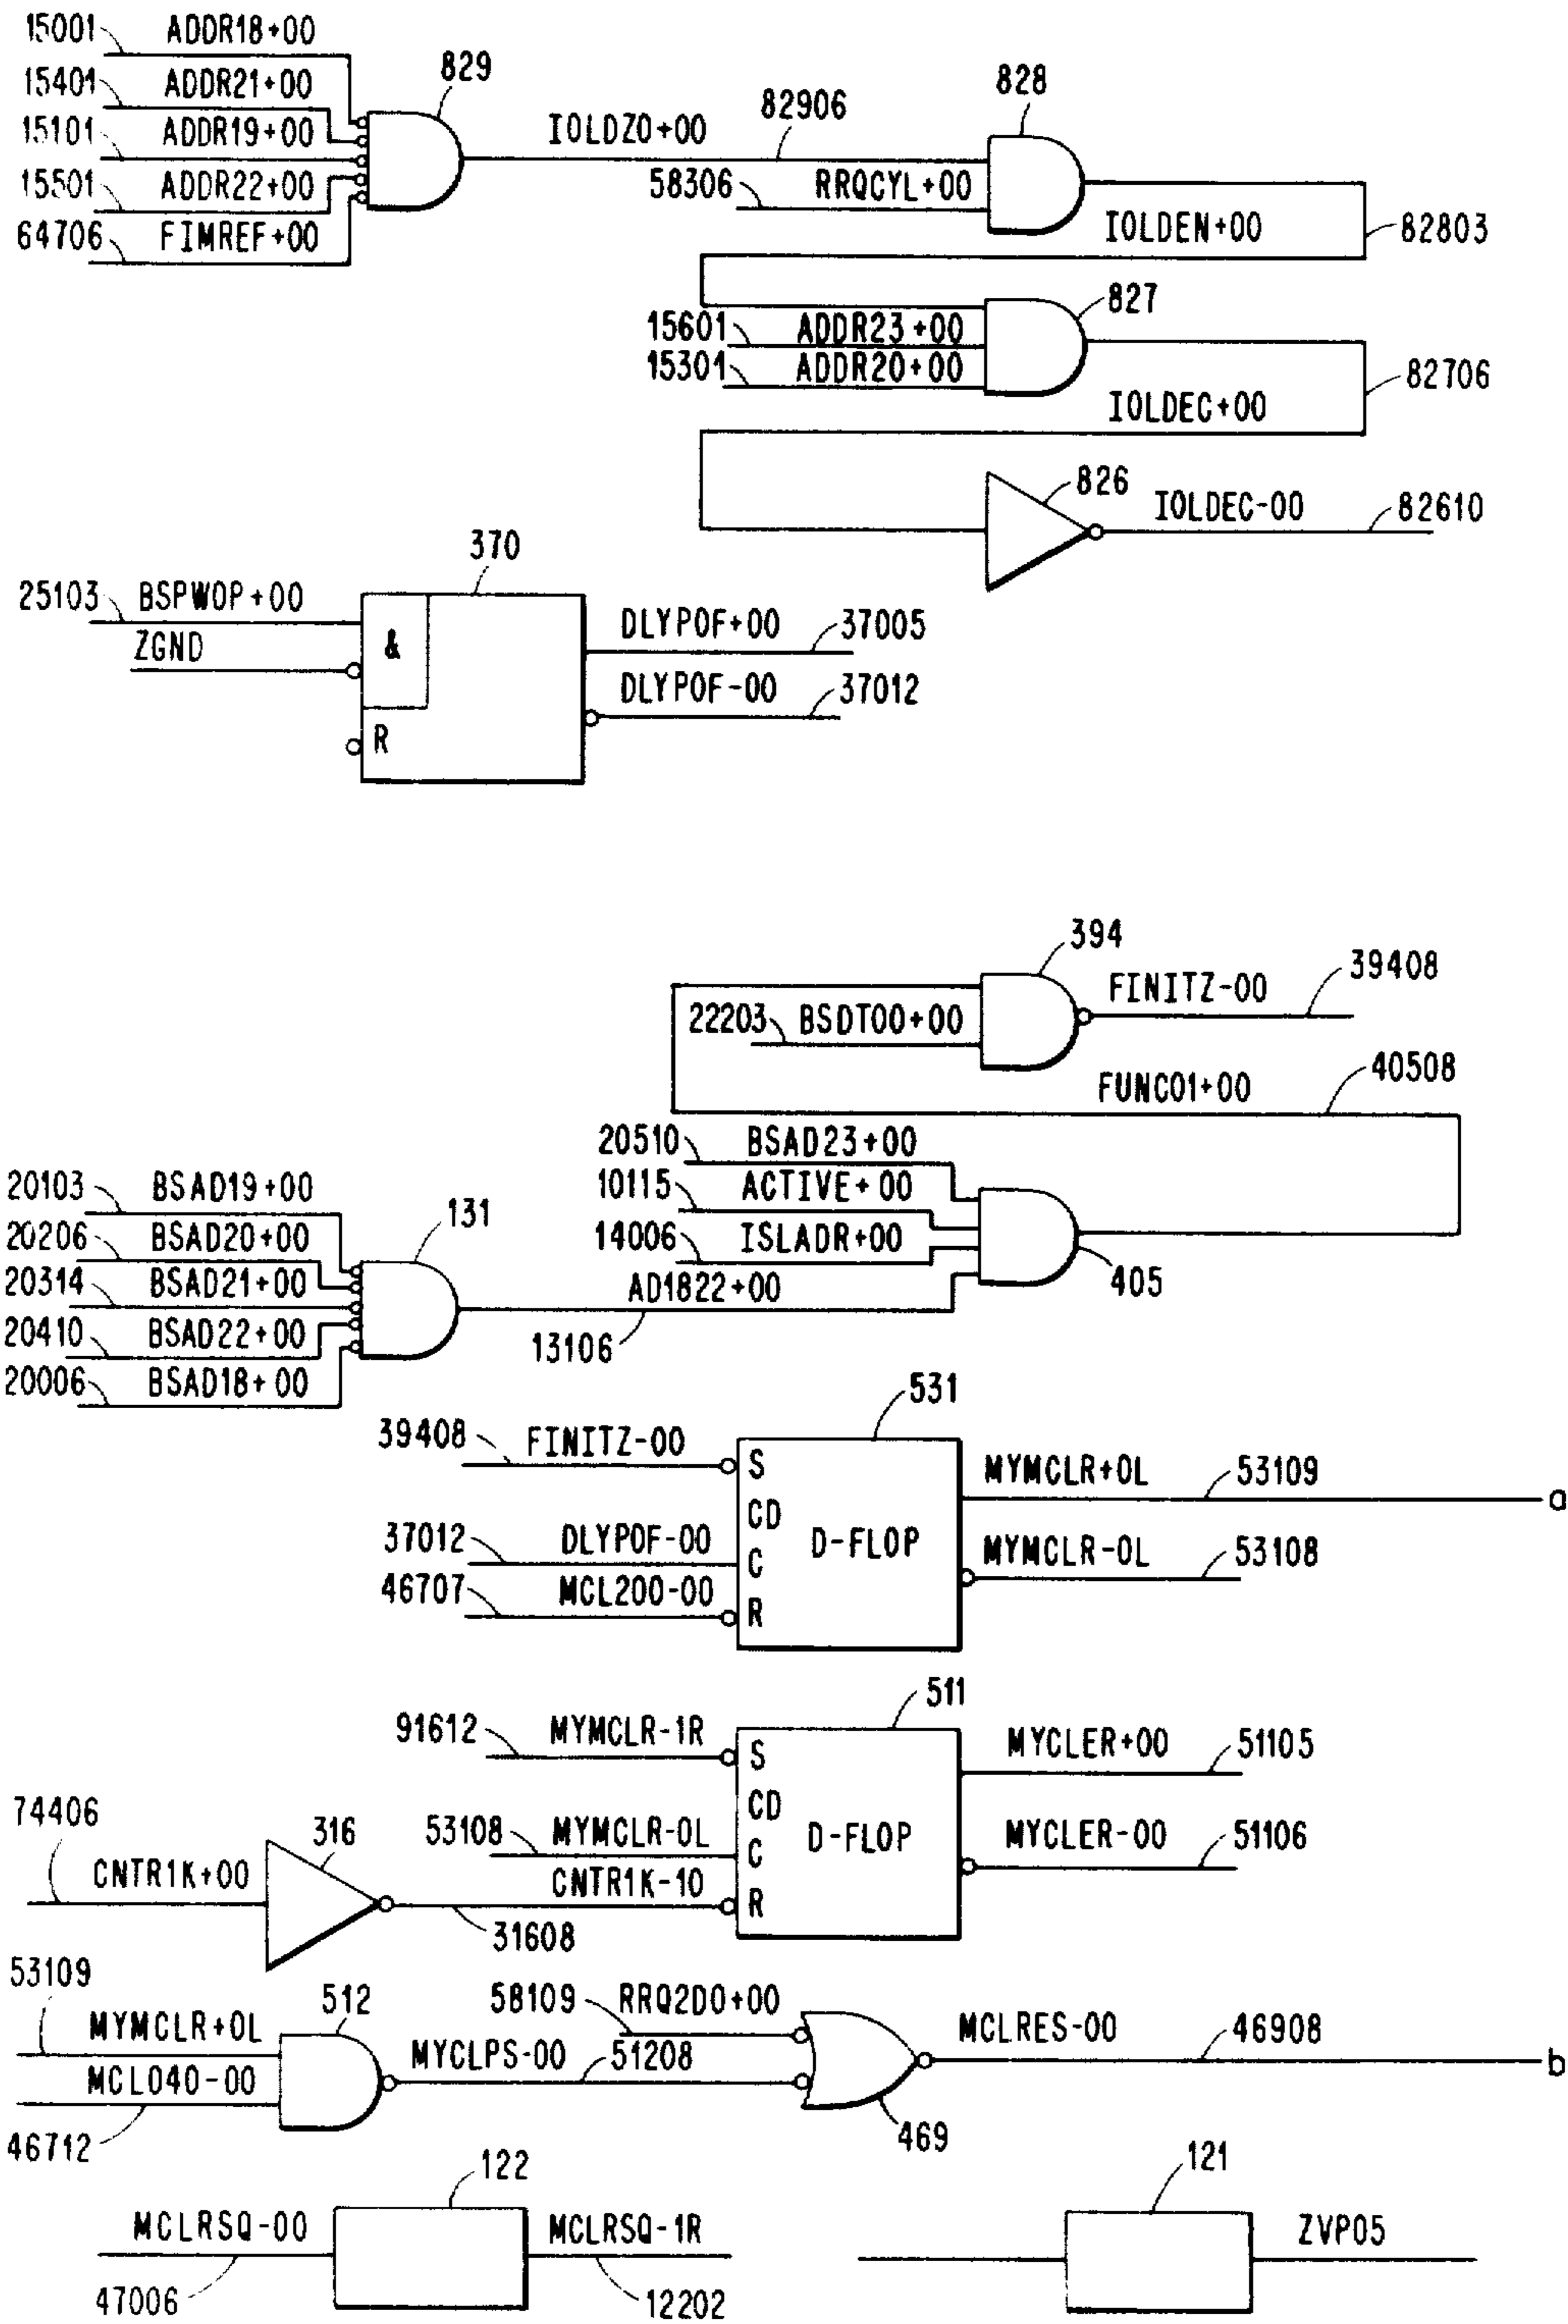 15001 ADDR18+00
15401 ADDR21+00
15101 ADDR19+00
15501 ADDR22+00
64706 FIMREF+00
829
IOLDZ0+00
82906
828
58306 RRQCYL+00
IOLDEN+00
82803
827
15601 ADDR23+00
15301 ADDR20+00
82706
IOLDEC+00
826
IOLDEC-00
82610
370
25103 BSPWOP+00
ZGND
&
R
DLYPOF+00 37005
DLYPOF-00 37012
394
FINITZ-00
39408
22203 BSDT00+00
FUNC01+00
40508
20510 BSAD23+00
10115 ACTIVE+00
14006 ISLADR+00
AD1822+00
13106
405
20103 BSAD19+00
20206 BSAD20+00
20314 BSAD21+00
20410 BSAD22+00
20006 BSAD18+00
131
531
39408 FINITZ-00
S
CD
37012 DLYPOF-00
C
46707 MCL200-00
R
D-FLOP
MYMCLR+0L 53109
a
MYMCLR-0L 53108
511
91612 MYMCLR-1R
S
CD
53108 MYMCLR-0L
C
CNTR1K-10
R
D-FLOP
MYCLER+00 51105
MYCLER-00 51106
74406
CNTR1K+00
316
31608
53109
MYMCLR+0L
MCL040-00
46712
512
MYCLPS-00
51208
58109 RRQ2D0+00
469
MCLRES-00 46908
b
122
MCLRSQ-00
47006
MCLRSQ-1R
12202
121
ZVP05